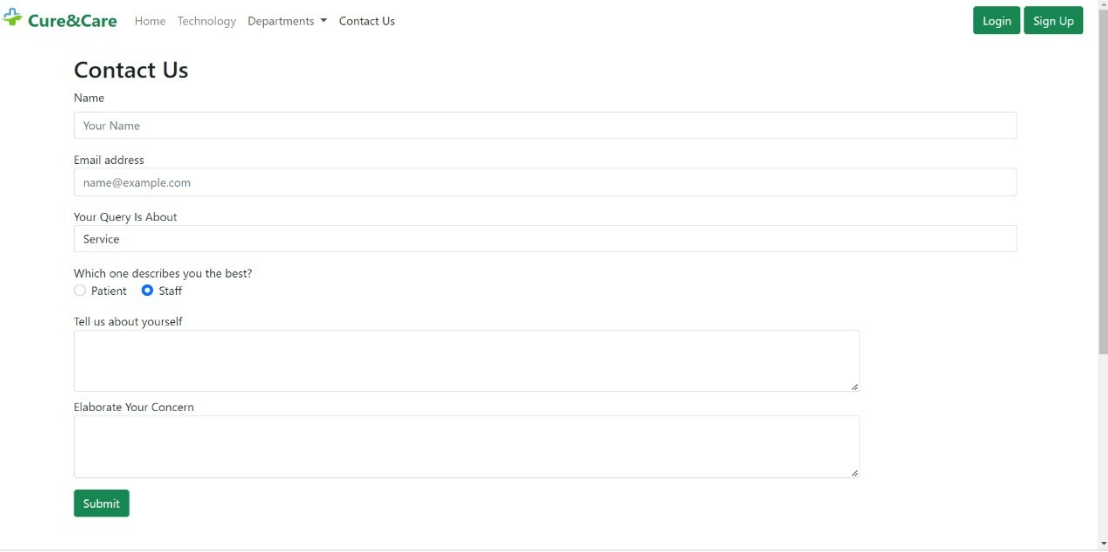 Cure&Care Home Technology Departments Contact Us Login Sign Up
Contact Us
Name
Your Name
Email address
name@example.com
Your Query Is About
Service
Which one describes you the best?
Patient Staff
Tell us about yourself
Elaborate Your Concern
Submit